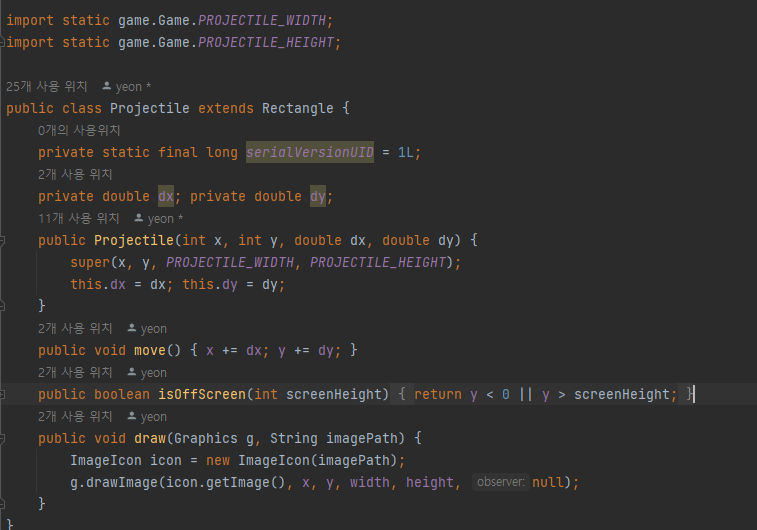 import static game.Game.PROJECTILE_WIDTH;
import static game.Game.PROJECTILE_HEIGHT;
25개 사용 위치 yeon *
public class Projectile extends Rectangle {
0개의 사용위치
private static final long serialVersionUID = 1L;
2개 사용 위치
private double dx; private double dy;
11개 사용 위치 yeon *
public Projectile(int x, int y, double dx, double dy) {
super(x, y, PROJECTILE_WIDTH, PROJECTILE_HEIGHT);
this.dx = dx; this.dy = dy;
}
2개 사용 위치 yeon
public void move() { x += dx; y += dy; }
2개 사용 위치 yeon
public boolean isOffScreen(int screenHeight) { return y < 0 || y > screenHeight; }
2개 사용 위치 yeon
public void draw(Graphics g, String imagePath) {
ImageIcon icon = new ImageIcon(imagePath);
g.drawImage(icon.getImage(), x, y, width, height, observer: null);
}
}